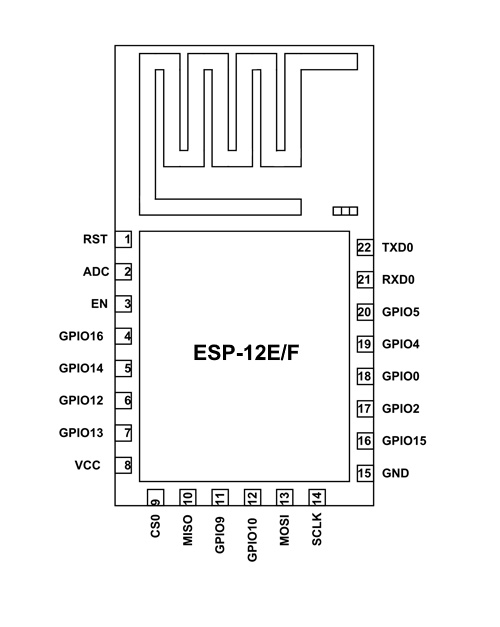 RST 1
ADC 2
EN 3
GPIO16 4
GPIO14 5
GPIO12 6
GPIO13 7
VCC 8
ESP-12E/F
22 TXD0
21 RXD0
20 GPIO5
19 GPIO4
18 GPIO0
17 GPIO2
16 GPIO15
15 GND
9 CS0
10 MISO
11 GPIO9
12 GPIO10
13 MOSI
14 SCLK